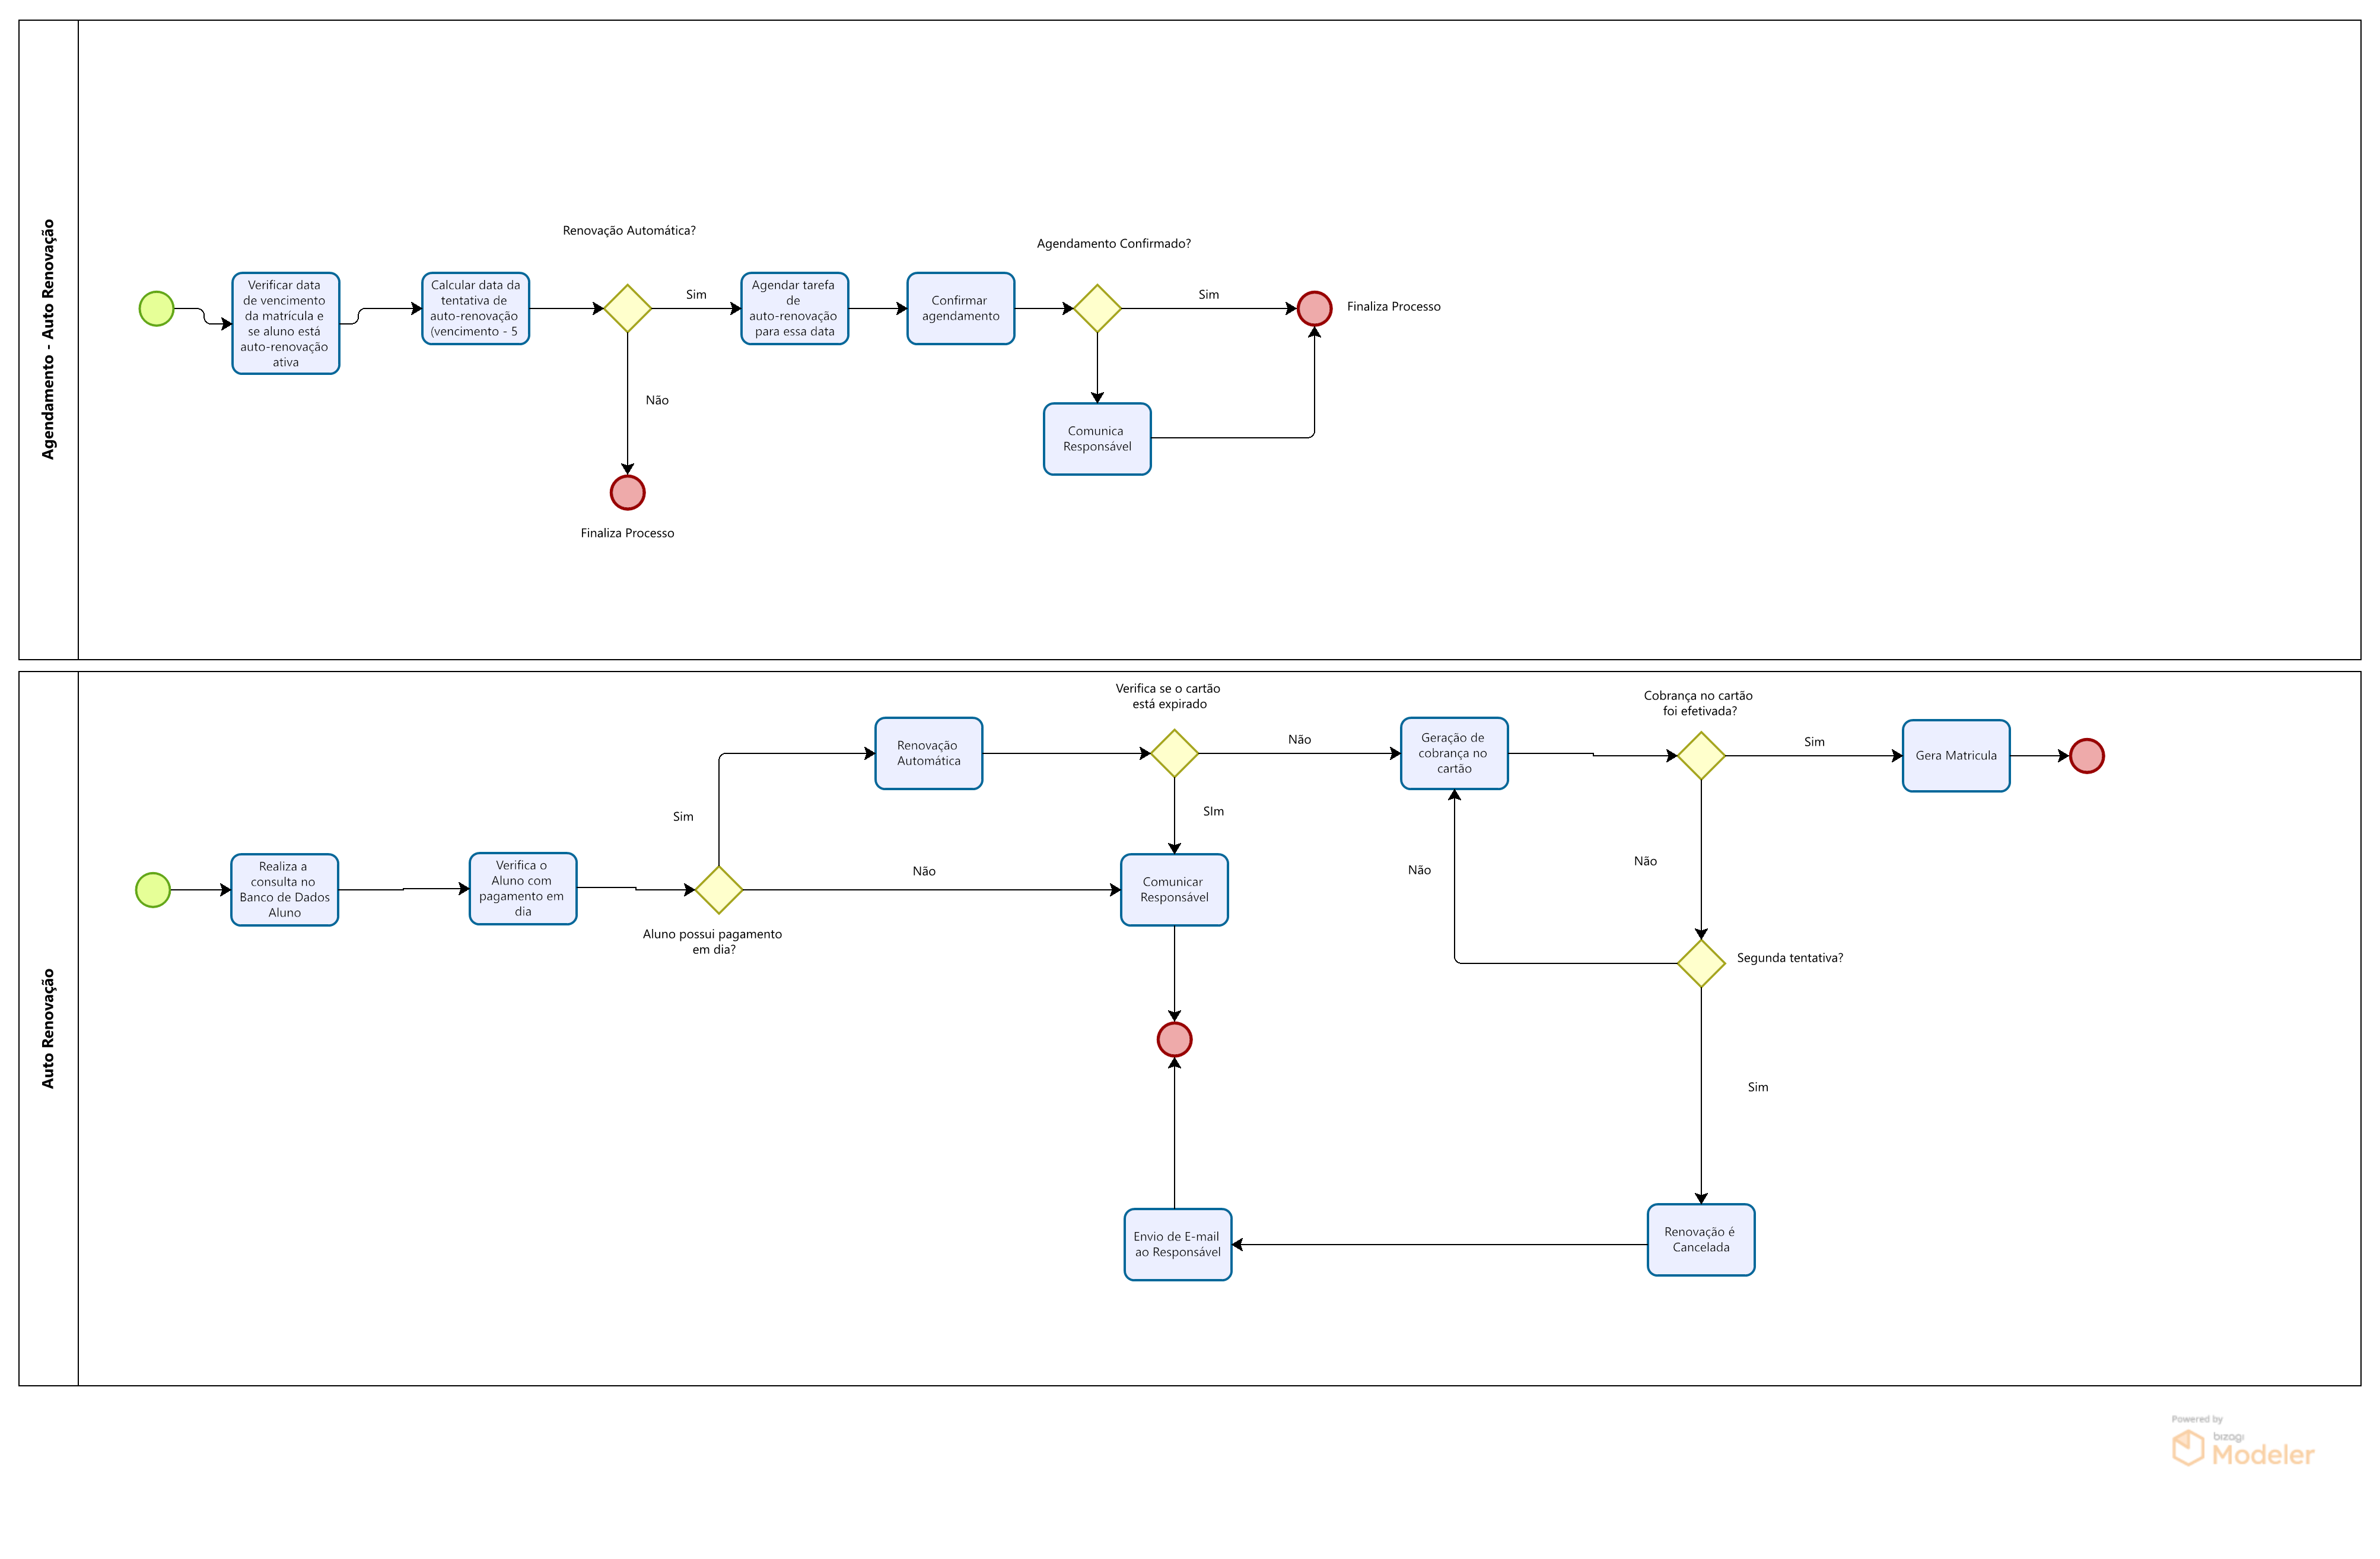 Agendamento - Auto Renovação
Renovação Automática?
Agendamento Confirmado?
Verificar data
de vencimento
da matrícula e
se aluno está
auto-renovação
ativa
Calcular data da
tentativa de
auto-renovação
(vencimento - 5
Sim
Agendar tarefa
de
auto-renovação
para essa data
Confirmar
agendamento
Sim
Finaliza Processo
Não
Comunica
Responsável
Finaliza Processo
Auto Renovação
Verifica se o cartão
está expirado
Cobrança no cartão
foi efetivada?
Renovação
Automática
Não
Geração de
cobrança no
cartão
Sim
Gera Matricula
Sim
SIm
Realiza a
consulta no
Banco de Dados
Aluno
Verifica o
Aluno com
pagamento em
dia
Não
Comunicar
Responsável
Não
Não
Aluno possui pagamento
em dia?
Segunda tentativa?
Sim
Envio de E-mail
ao Responsável
Renovação é
Cancelada
Powered by
bizagi
Modeler